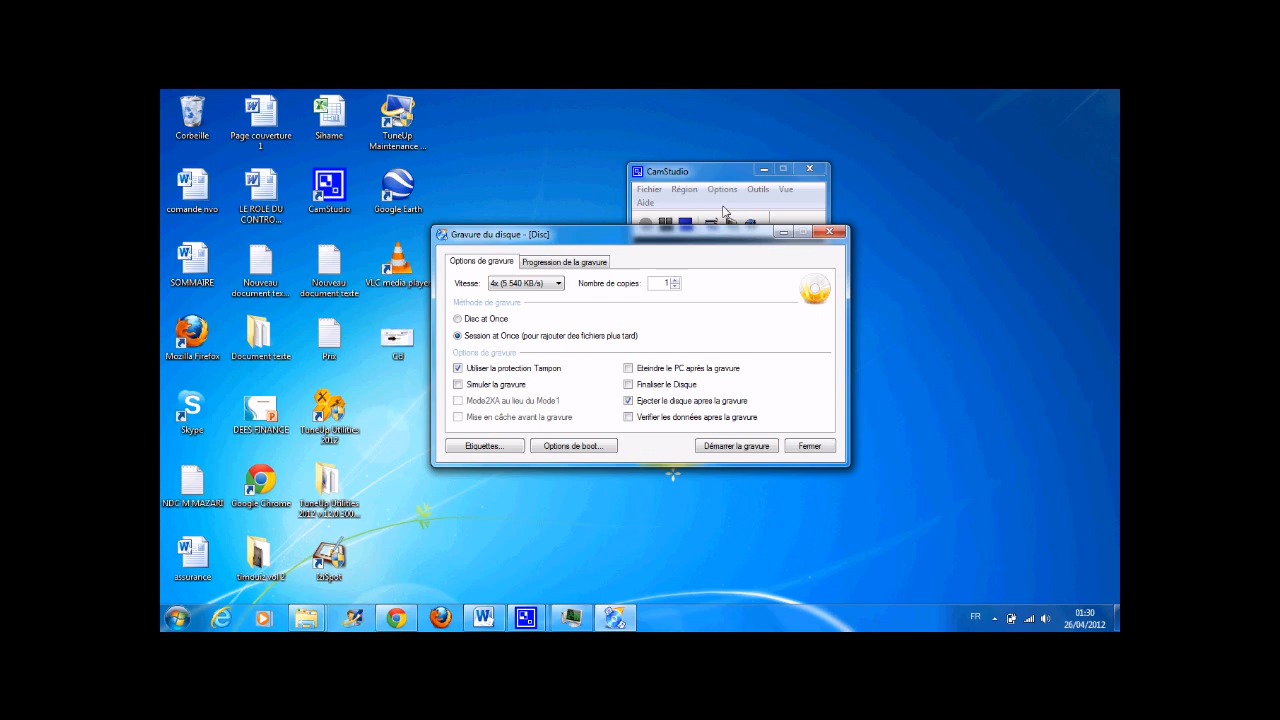 Corbeille
Page couverture
1
Sihame
TuneUp
Maintenance ...
comande nvo
LE ROLE DU
CONTRO...
CamStudio
Google Earth
SOMMAIRE
Nouveau
document tex...
Nouveau
document texte
VLC media player
Mozilla Firefox
Document texte
Prix
Skype
DEES FINANCE
TuneUp Utilities
2012
NDC M MAZARI
Google Chrome
TuneUp Utilities
assurance
timoulz vol 2
IziSpot
CamStudio
Fichier Région Options Outils Vue
Aide
Gravure du disque - [Disc]
Options de gravure Progression de la gravure
Vitesse: 4x (5 540 KB/s) Nombre de copies: 1
Méthode de gravure
Disc at Once
Session at Once (pour rajouter des fichiers plus tard)
Options de gravure
Utiliser la protection Tampon Eteindre le PC après la gravure
Simuler la gravure Finaliser le Disque
Mode2XA au lieu du Mode1 Ejecter le disque apres la gravure
Mise en câche avant la gravure Verifier les données apres la gravure
Etiquettes... Options de boot... Démarrer la gravure Fermer
FR
01:30
26/04/2012